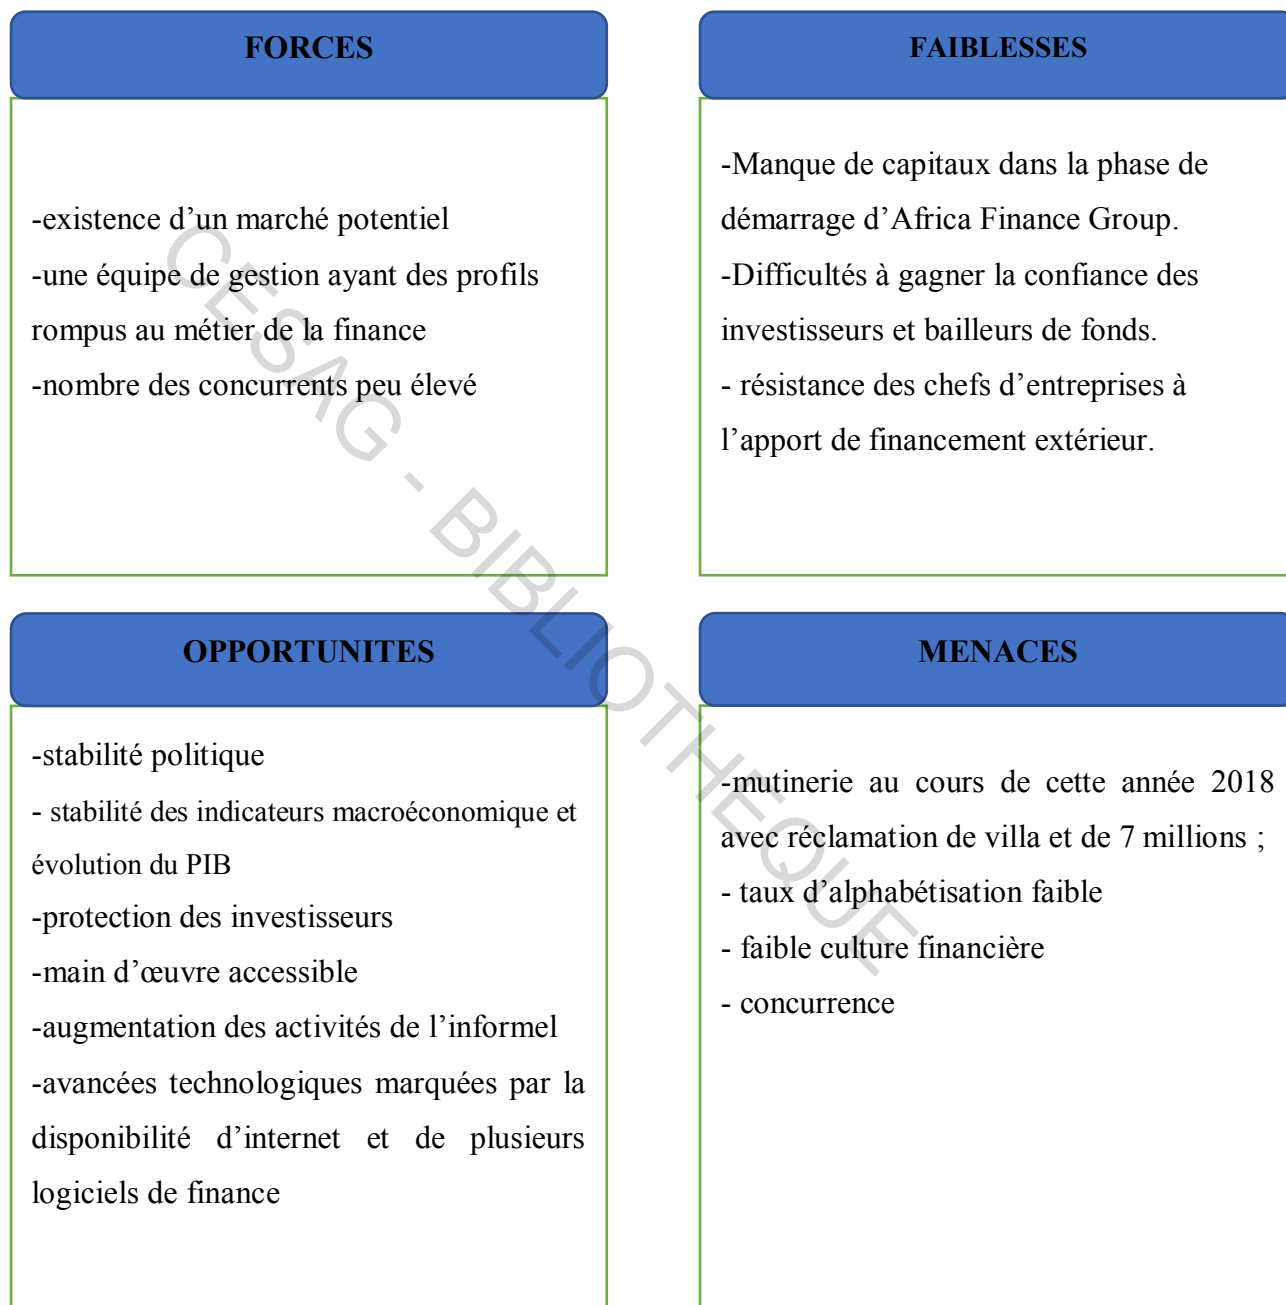 FORCES
-existence d’un marché potentiel
-une équipe de gestion ayant des profils
rompus au métier de la finance
-nombre des concurrents peu élevé
FAIBLESSES
-Manque de capitaux dans la phase de
démarrage d’Africa Finance Group.
-Difficultés à gagner la confiance des
investisseurs et bailleurs de fonds.
- résistance des chefs d’entreprises à
l’apport de financement extérieur.
OPPORTUNITES
-stabilité politique
- stabilité des indicateurs macroéconomique et
évolution du PIB
-protection des investisseurs
-main d’œuvre accessible
-augmentation des activités de l’informel
-avancées technologiques marquées par la
disponibilité d’internet et de plusieurs
logiciels de finance
MENACES
-mutinerie au cours de cette année 2018
avec réclamation de villa et de 7 millions ;
- taux d’alphabétisation faible
- faible culture financière
- concurrence
CESAG - BIBLIOTHEQUE